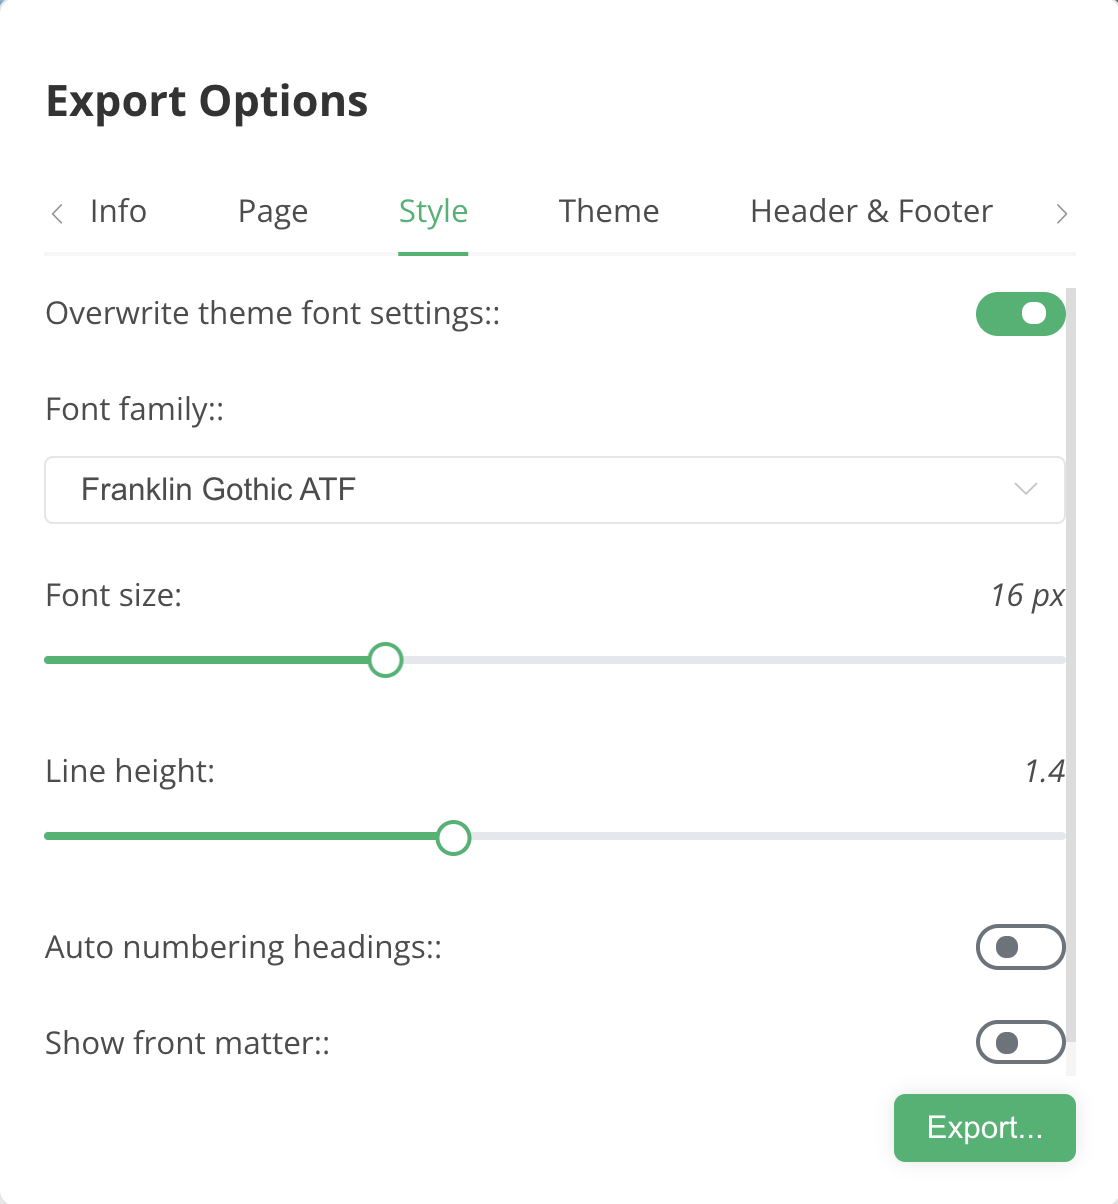 Export Options
Info Page Style Theme Header & Footer
Overwrite theme font settings::
Font family::
Franklin Gothic ATF
Font size: 16 px
Line height: 1.4
Auto numbering headings::
Show front matter::
Export...